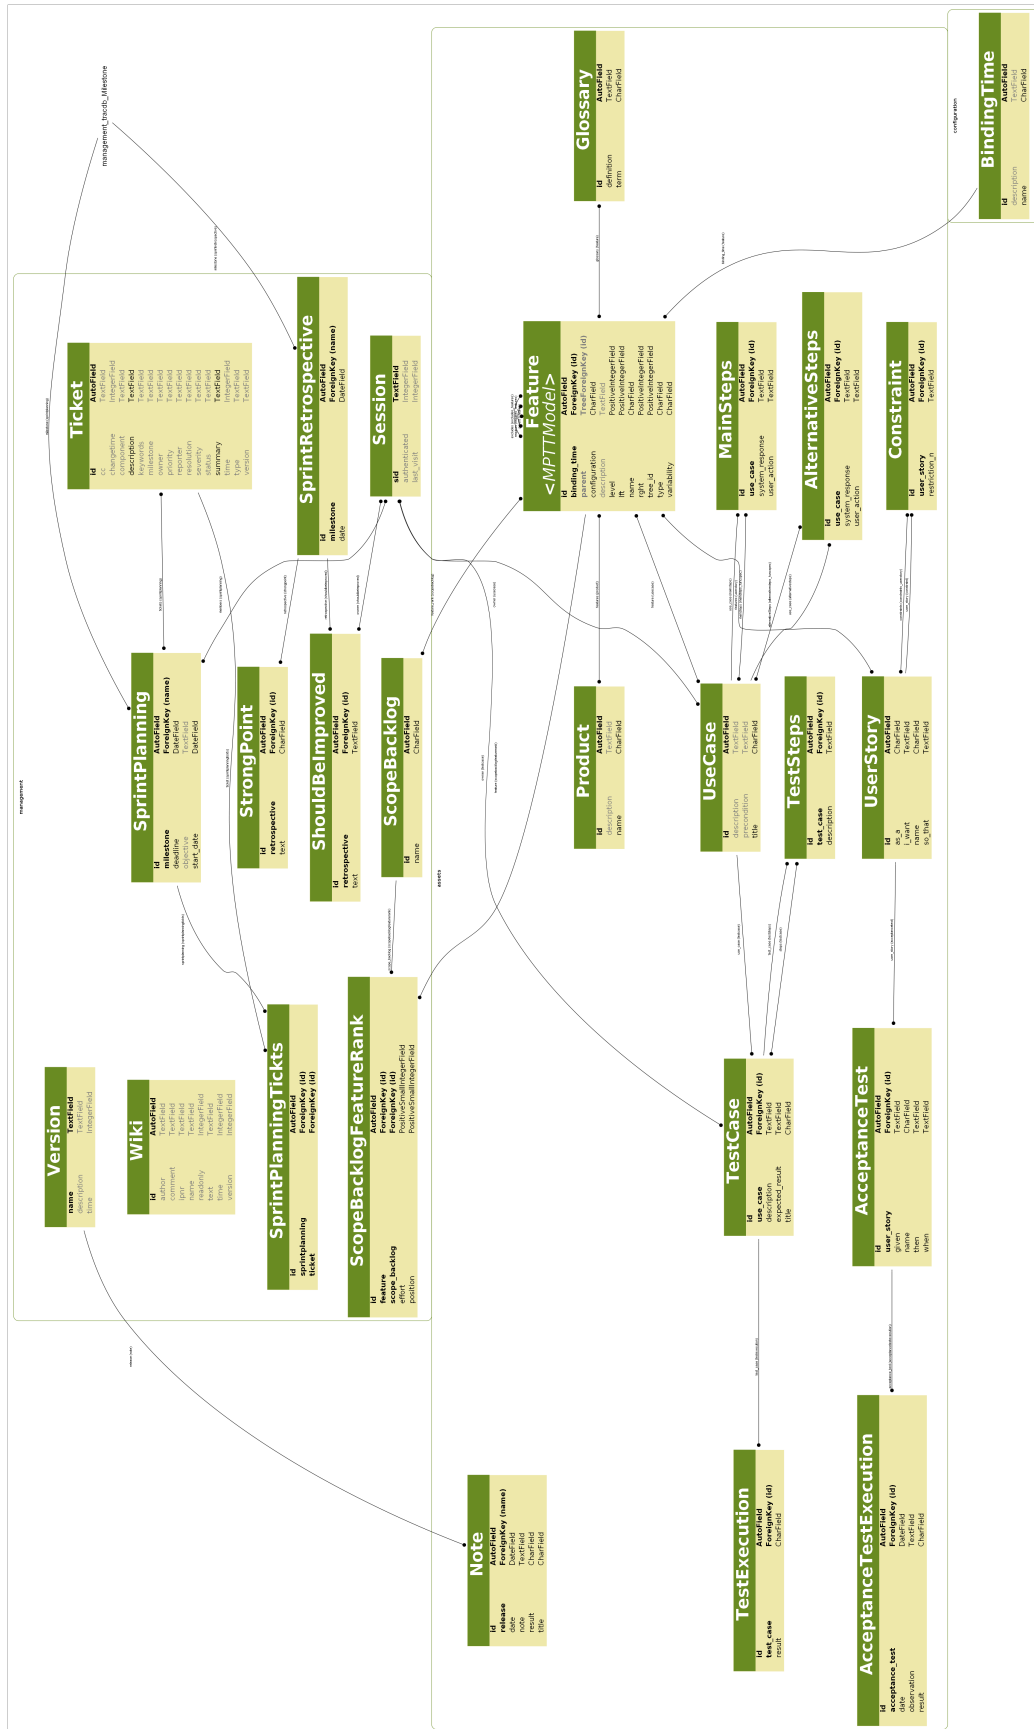 management_tracdb_Milestone
management
Ticket
id AutoField
cc TextField
changetime IntegerField
component TextField
description TextField
keywords TextField
milestone TextField
owner TextField
priority TextField
reporter TextField
resolution TextField
severity TextField
status TextField
summary TextField
time IntegerField
type TextField
version TextField
SprintRetrospective
id AutoField
milestone ForeignKey (name)
date DateField
Session
sid TextField
authenticated IntegerField
last_visit IntegerField
SprintPlanning
id AutoField
milestone ForeignKey (name)
deadline DateField
objective TextField
start_date DateField
StrongPoint
id AutoField
retrospective ForeignKey (id)
text CharField
ShouldBeImproved
id AutoField
retrospective ForeignKey (id)
text TextField
ScopeBacklog
id AutoField
name CharField
Version
name TextField
description TextField
time IntegerField
Wiki
id AutoField
author TextField
comment TextField
ipnr TextField
name TextField
readonly IntegerField
text TextField
time IntegerField
version IntegerField
SprintPlanningTickts
id AutoField
sprintplanning ForeignKey (id)
ticket ForeignKey (id)
ScopeBacklogFeatureRank
id AutoField
feature ForeignKey (id)
scope_backlog ForeignKey (id)
effort PositiveSmallIntegerField
position PositiveSmallIntegerField
assets
Glossary
id AutoField
definition TextField
term CharField
Feature
<MPTTModel>
id AutoField
binding_time ForeignKey (id)
parent TreeForeignKey (id)
configuration CharField
description TextField
level PositiveIntegerField
lft PositiveIntegerField
name CharField
rght PositiveIntegerField
tree_id PositiveIntegerField
type CharField
variability CharField
MainSteps
id AutoField
use_case ForeignKey (id)
system_response TextField
user_action TextField
AlternativeSteps
id AutoField
use_case ForeignKey (id)
system_response TextField
user_action TextField
Constraint
id AutoField
user_story ForeignKey (id)
restriction_n CharField
Product
id AutoField
description TextField
name CharField
UseCase
id AutoField
description TextField
precondition TextField
title CharField
TestSteps
id AutoField
test_case ForeignKey (id)
description TextField
UserStory
id AutoField
as_a CharField
i_want TextField
name CharField
so_that TextField
TestCase
id AutoField
use_case ForeignKey (id)
description TextField
expected_result TextField
title CharField
AcceptanceTest
id AutoField
user_story ForeignKey (id)
given TextField
name CharField
then TextField
when TextField
Note
id AutoField
release ForeignKey (name)
date DateField
note TextField
result CharField
title CharField
TestExecution
id AutoField
test_case ForeignKey (id)
result CharField
AcceptanceTestExecution
id AutoField
acceptance_test ForeignKey (id)
date DateField
observation TextField
result CharField
configuration
BindingTime
id AutoField
description TextField
name CharField